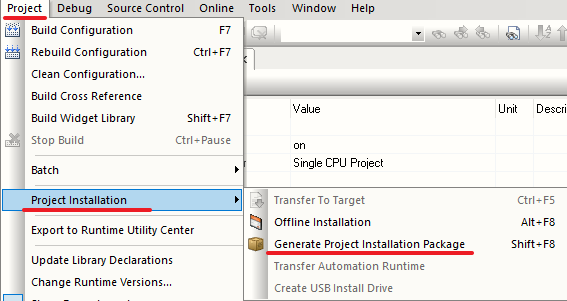 Project Debug Source Control Online Tools Window Help
Build Configuration F7
Rebuild Configuration Ctrl+F7
Clean Configuration...
Build Cross Reference
Value Unit Descri
Build Widget Library Shift+F7
Stop Build Ctrl+Pause
on
Single CPU Project
Batch
Project Installation
Transfer To Target Ctrl+F5
Offline Installation Alt+F8
Export to Runtime Utility Center
Generate Project Installation Package Shift+F8
Update Library Declarations
Transfer Automation Runtime
Change Runtime Versions...
Create USB Install Drive